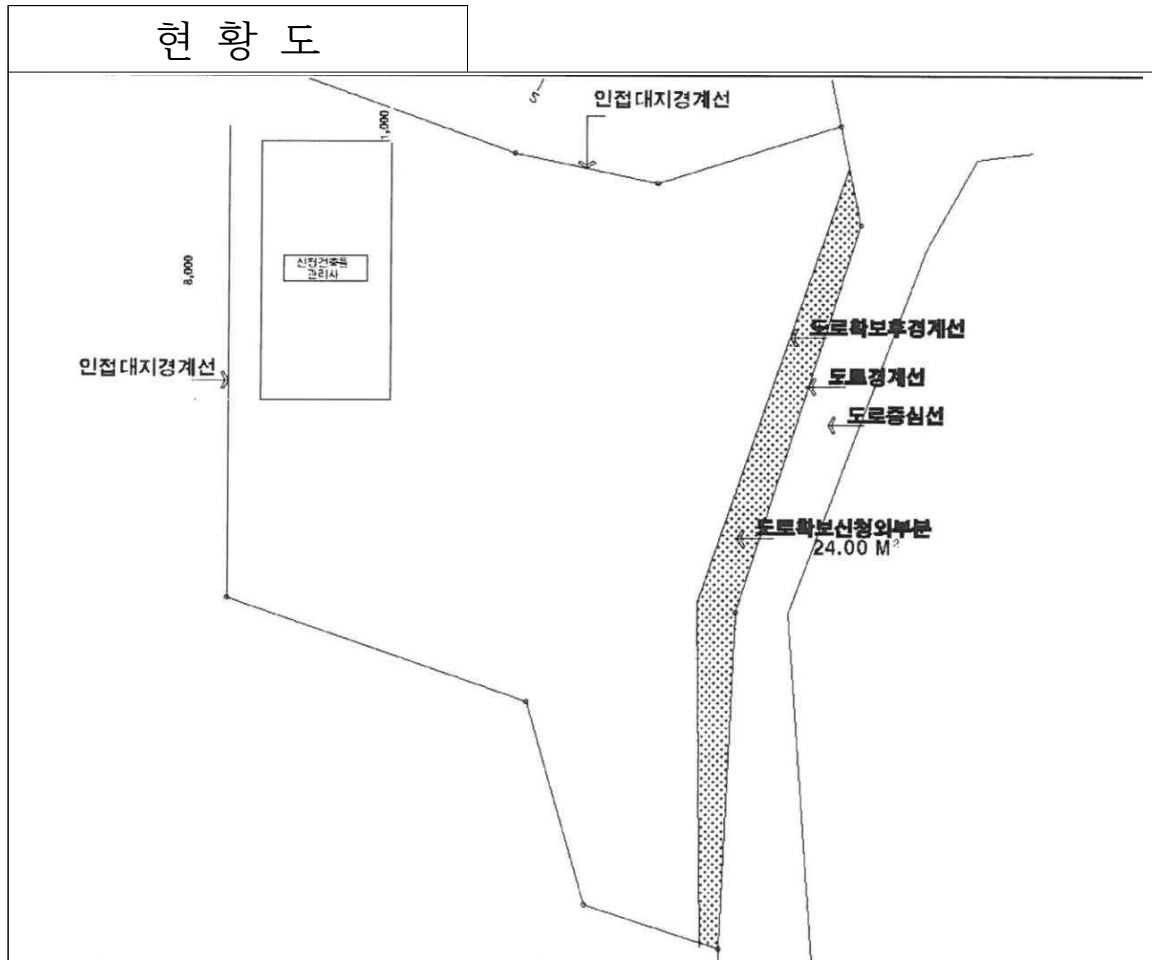 현 황 도
인접대지경계선
1,000
신청건축물
관리사
8,000
도로확보후경계선
인접대지경계선
도로경계선
도로중심선
도로확보신청외부분
24.00 M²